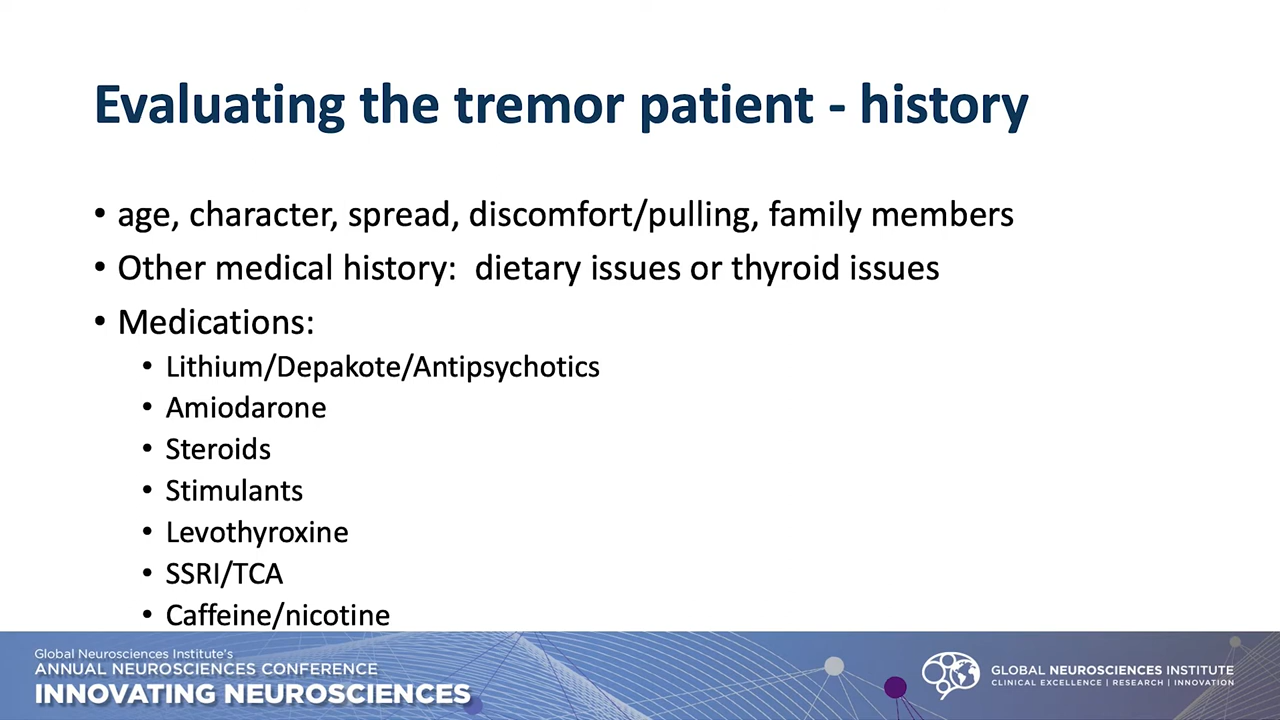 Evaluating the tremor patient - history
• age, character, spread, discomfort/pulling, family members
• Other medical history:  dietary issues or thyroid issues
• Medications:
• Lithium/Depakote/Antipsychotics
• Amiodarone
• Steroids
• Stimulants
• Levothyroxine
• SSRI/TCA
• Caffeine/nicotine
Global Neurosciences Institute's
ANNUAL NEUROSCIENCES CONFERENCE
INNOVATING NEUROSCIENCES
GLOBAL NEUROSCIENCES INSTITUTE
CLINICAL EXCELLENCE | RESEARCH | INNOVATION